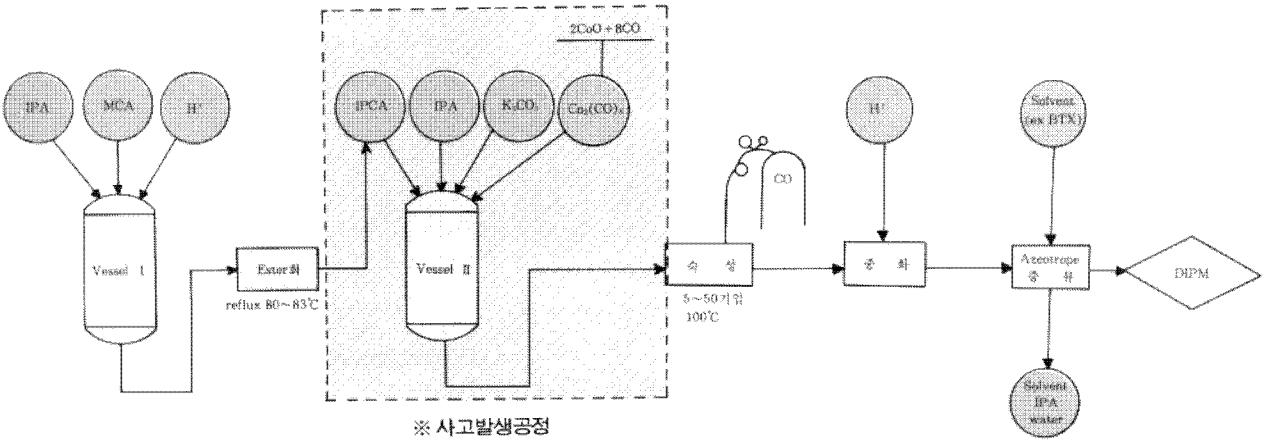 2CoO+8CO
IPA
MCA
H⁺
IPCA
IPA
K₂CO₃
Co₂(CO)₈
H⁺
Solvent
(ex BTX)
CO
Vessel I
Ester화
reflux 80~83℃
Vessel Ⅱ
숙 성
5~50기압
100℃
중 화
Azeotrope
증 류
DIPM
Solvent
IPA
water
※ 사고발생공정